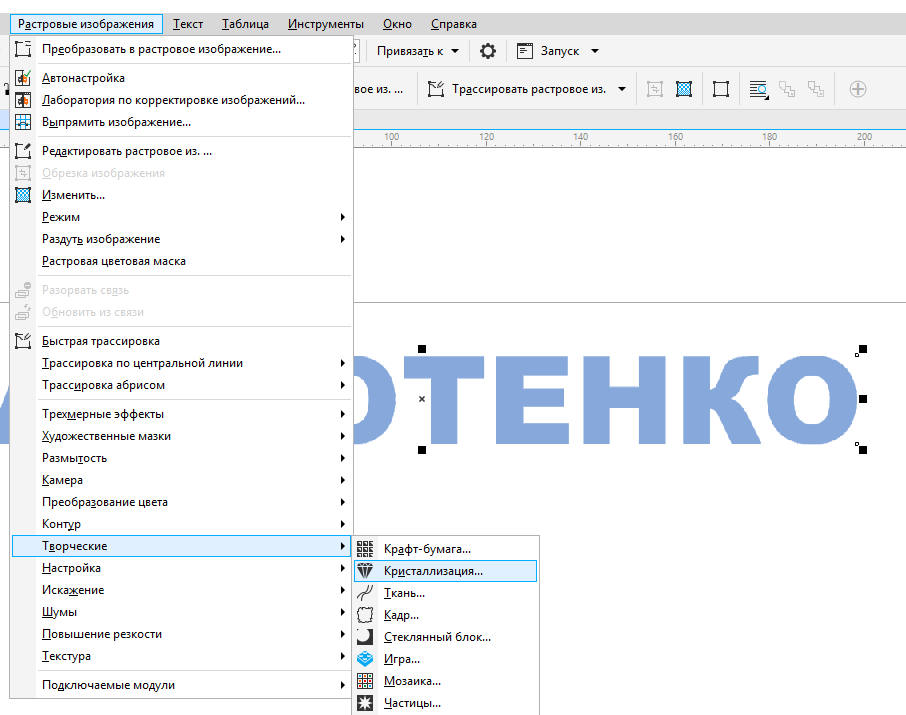 Растровые изображения Текст Таблица Инструменты Окно Справка
Преобразовать в растровое изображение...
Привязать к Запуск
Автонастройка
Лаборатория по корректировке изображений...
вое из. ... Трассировать растровое из.
Выпрямить изображение...
100 120 140 160 180 200
Редактировать растровое из. ...
Обрезка изображения
Изменить...
Режим
Раздуть изображение
Растровая цветовая маска
Разорвать связь
Обновить из связи
Быстрая трассировка
Трассировка по центральной линии
Трассировка абрисом
ОТЕНКО
Трехмерные эффекты
Художественные мазки
Размытость
Камера
Преобразование цвета
Контур
Творческие
Настройка
Искажение
Шумы
Повышение резкости
Текстура
Подключаемые модули
Крафт-бумага...
Кристаллизация...
Ткань...
Кадр...
Стеклянный блок...
Игра...
Мозаика...
Частицы...